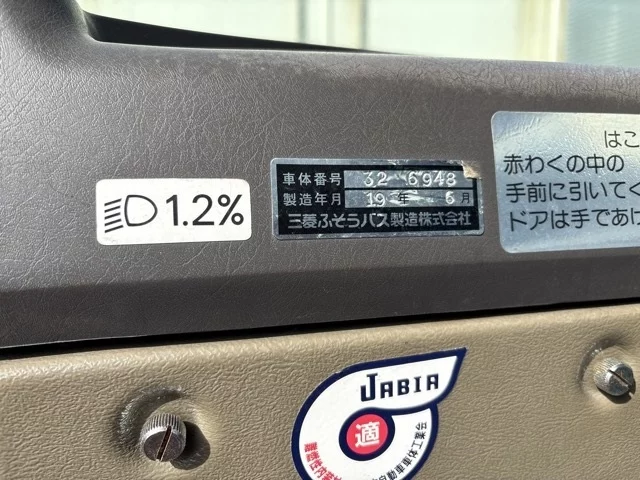 1.2%
車体番号 32-6948
製造年月 19年 6月
三菱ふそうバス製造株式会社
はこ
赤わくの中の
手前に引いてく
ドアは手であけ
JABIA
適